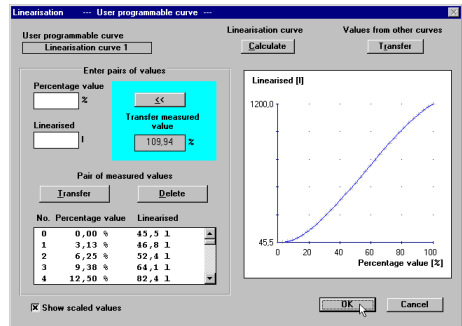 Linearisation --- User programmable curve ---
User programmable curve
Linearisation curve 1
Linearisation curve
Calculate
Values from other curves
Transfer
Enter pairs of values
Percentage value
%
<<
Linearised
l
Transfer measured
value
109,94 %
Pair of measured values
Transfer
Delete
No. Percentage value Linearised
0 0,00 % 45,5 l
1 3,13 % 46,8 l
2 6,25 % 52,4 l
3 9,38 % 64,1 l
4 12,50 % 82,4 l
Show scaled values
Linearised [l]
1200,0
45,5
0 20 40 60 80 100
Percentage value [%]
OK
Cancel